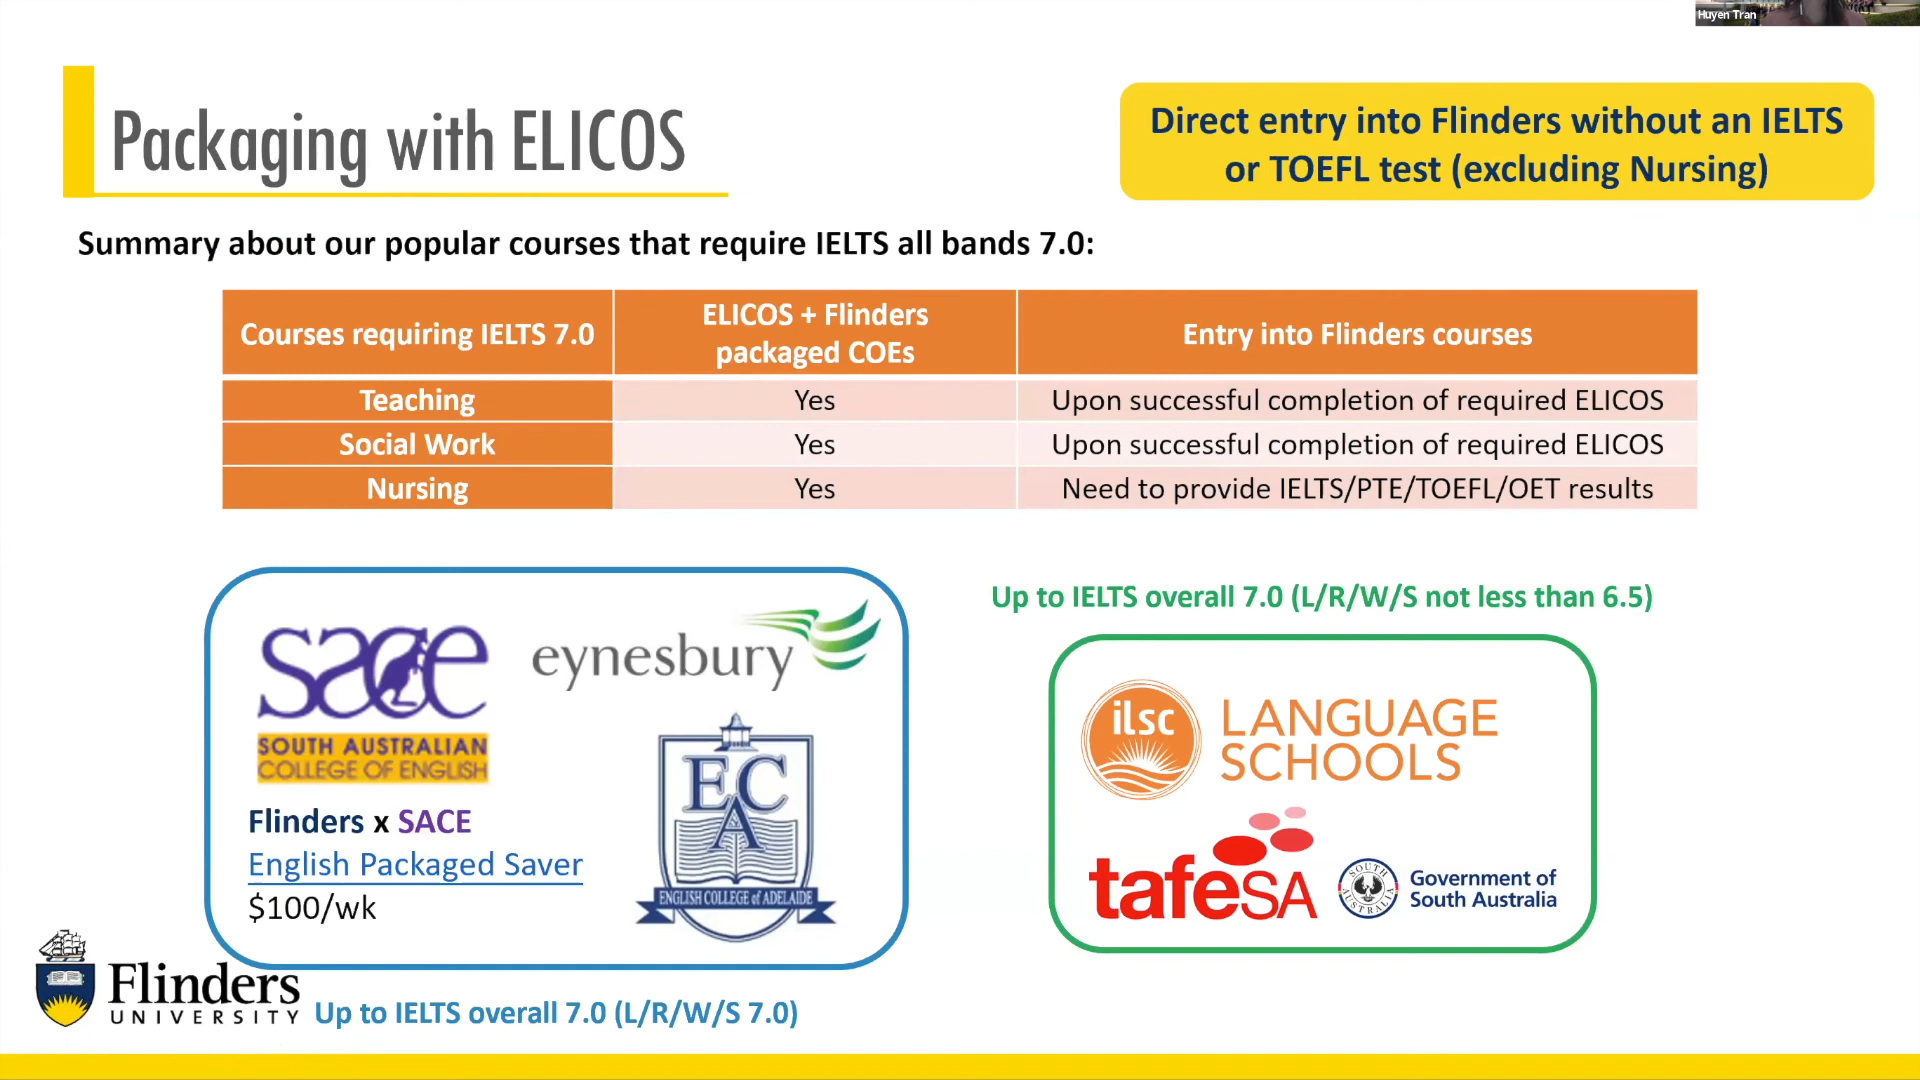 Huyen Tran
Packaging with ELICOS
Direct entry into Flinders without an IELTS
or TOEFL test (excluding Nursing)
Summary about our popular courses that require IELTS all bands 7.0:
Courses requiring IELTS 7.0
ELICOS + Flinders
packaged COEs
Entry into Flinders courses
Teaching
Yes
Upon successful completion of required ELICOS
Social Work
Yes
Upon successful completion of required ELICOS
Nursing
Yes
Need to provide IELTS/PTE/TOEFL/OET results
sace
SOUTH AUSTRALIAN
COLLEGE OF ENGLISH
eynesbury
Flinders x SACE
English Packaged Saver
$100/wk
ECA
ENGLISH COLLEGE of ADELAIDE
Up to IELTS overall 7.0 (L/R/W/S 7.0)
Up to IELTS overall 7.0 (L/R/W/S not less than 6.5)
ilsc
LANGUAGE
SCHOOLS
tafeSA
SOUTH
AUSTRALIA
Government of
South Australia
Flinders
UNIVERSITY